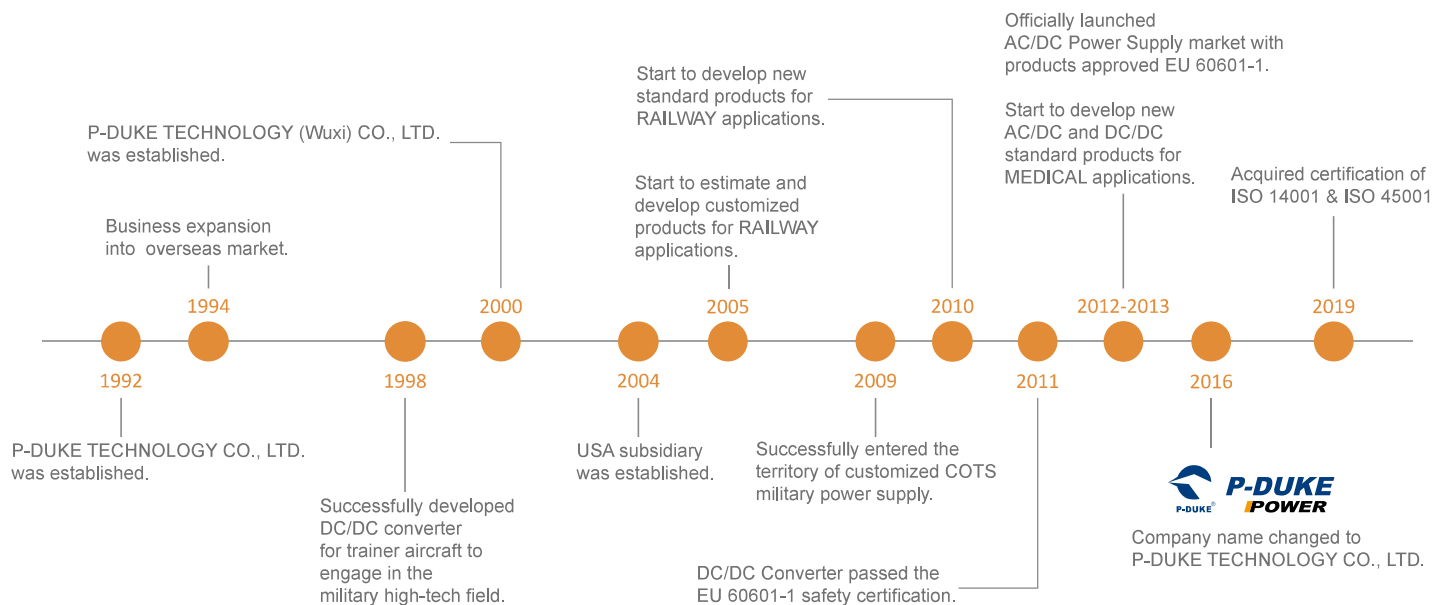 1992
P-DUKE TECHNOLOGY CO., LTD.
was established.
Business expansion
into overseas market.
1994
1998
Successfully developed
DC/DC converter
for trainer aircraft to
engage in the
military high-tech field.
P-DUKE TECHNOLOGY (Wuxi) CO., LTD.
was established.
2000
2004
USA subsidiary
was established.
Start to estimate and
develop customized
products for RAILWAY
applications.
2005
2009
Successfully entered the
territory of customized COTS
military power supply.
Start to develop new
standard products for
RAILWAY applications.
2010
2011
DC/DC Converter passed the
EU 60601-1 safety certification.
Officially launched
AC/DC Power Supply market with
products approved EU 60601-1.
Start to develop new
AC/DC and DC/DC
standard products for
MEDICAL applications.
2012-2013
2016
P-DUKE®
P-DUKE
POWER
Company name changed to
P-DUKE TECHNOLOGY CO., LTD.
Acquired certification of
ISO 14001 & ISO 45001
2019